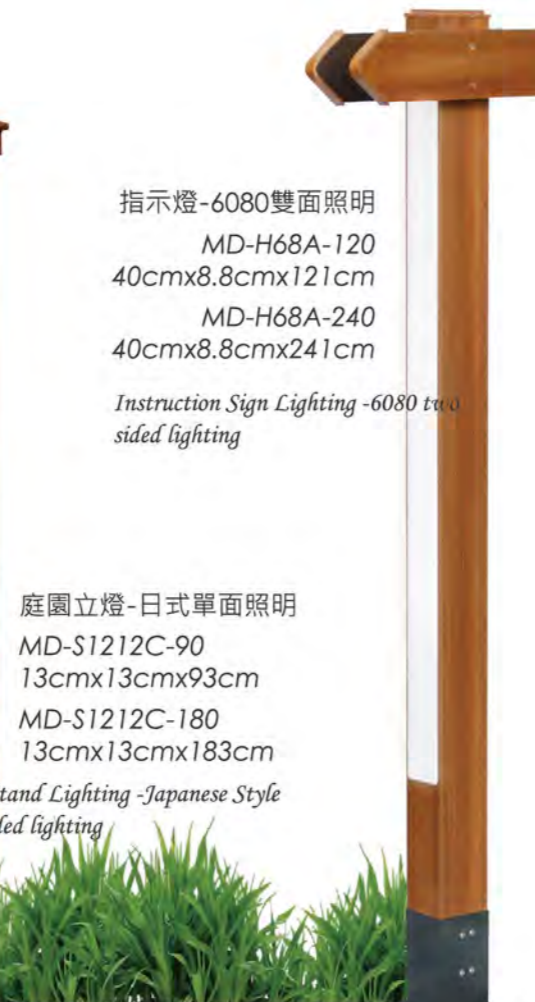 指示燈-6080雙面照明
MD-H68A-120
40cmx8.8cmx121cm
MD-H68A-240
40cmx8.8cmx241cm
Instruction Sign Lighting -6080 two
sided lighting
庭園立燈-日式單面照明
MD-S1212C-90
13cmx13cmx93cm
MD-S1212C-180
13cmx13cmx183cm
Lighting -Japanese Style
lighting